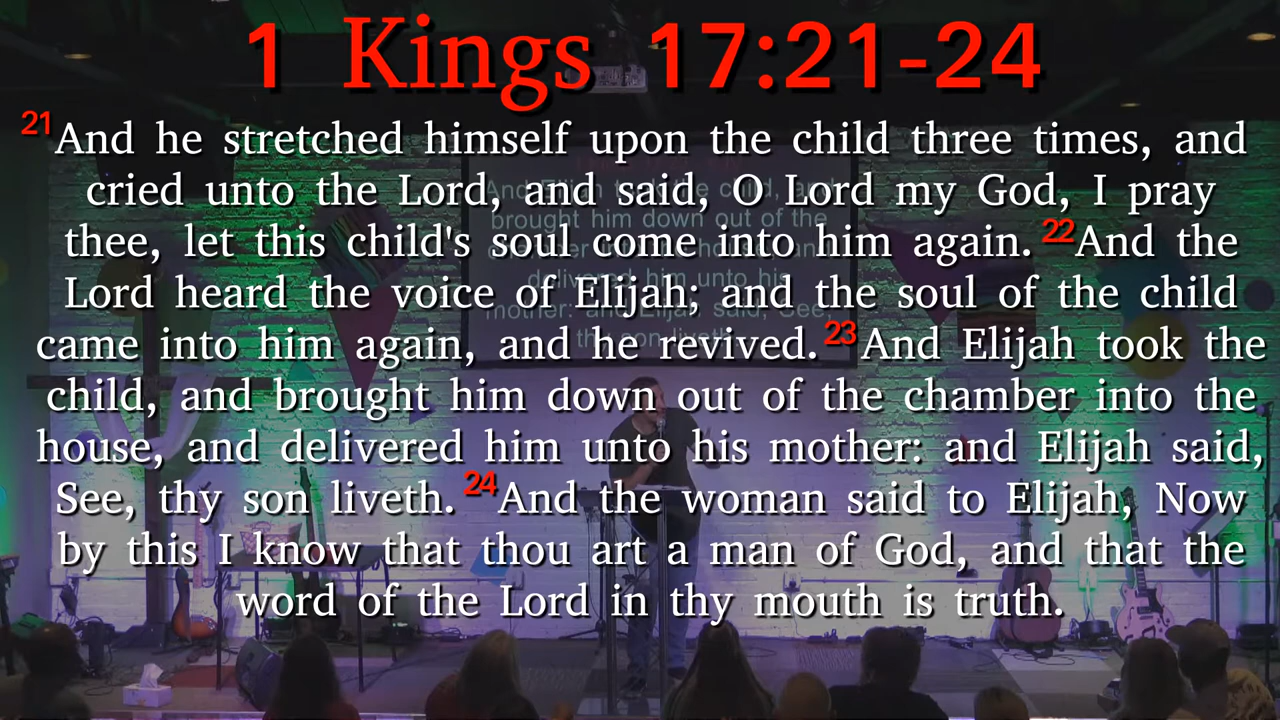 1 Kings 17:21-24
21And he stretched himself upon the child three times, and
cried unto the Lord, and said, O Lord my God, I pray
thee, let this child's soul come into him again. 22And the
Lord heard the voice of Elijah; and the soul of the child
came into him again, and he revived. 23And Elijah took the
child, and brought him down out of the chamber into the
house, and delivered him unto his mother: and Elijah said,
See, thy son liveth. 24And the woman said to Elijah, Now
by this I know that thou art a man of God, and that the
word of the Lord in thy mouth is truth.